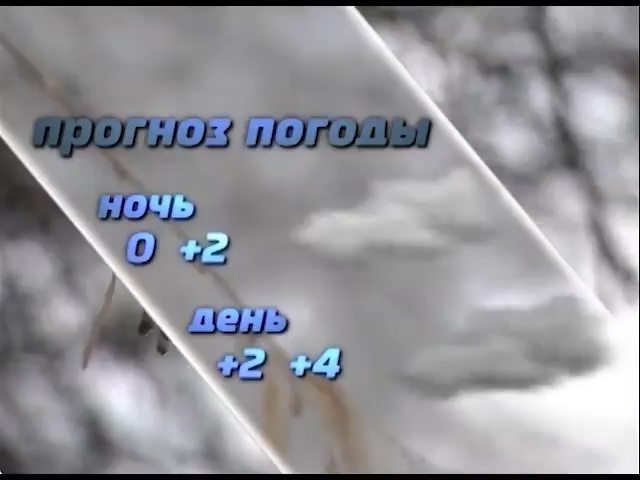 прогноз погоды
ночь
0 +2
день
+2 +4